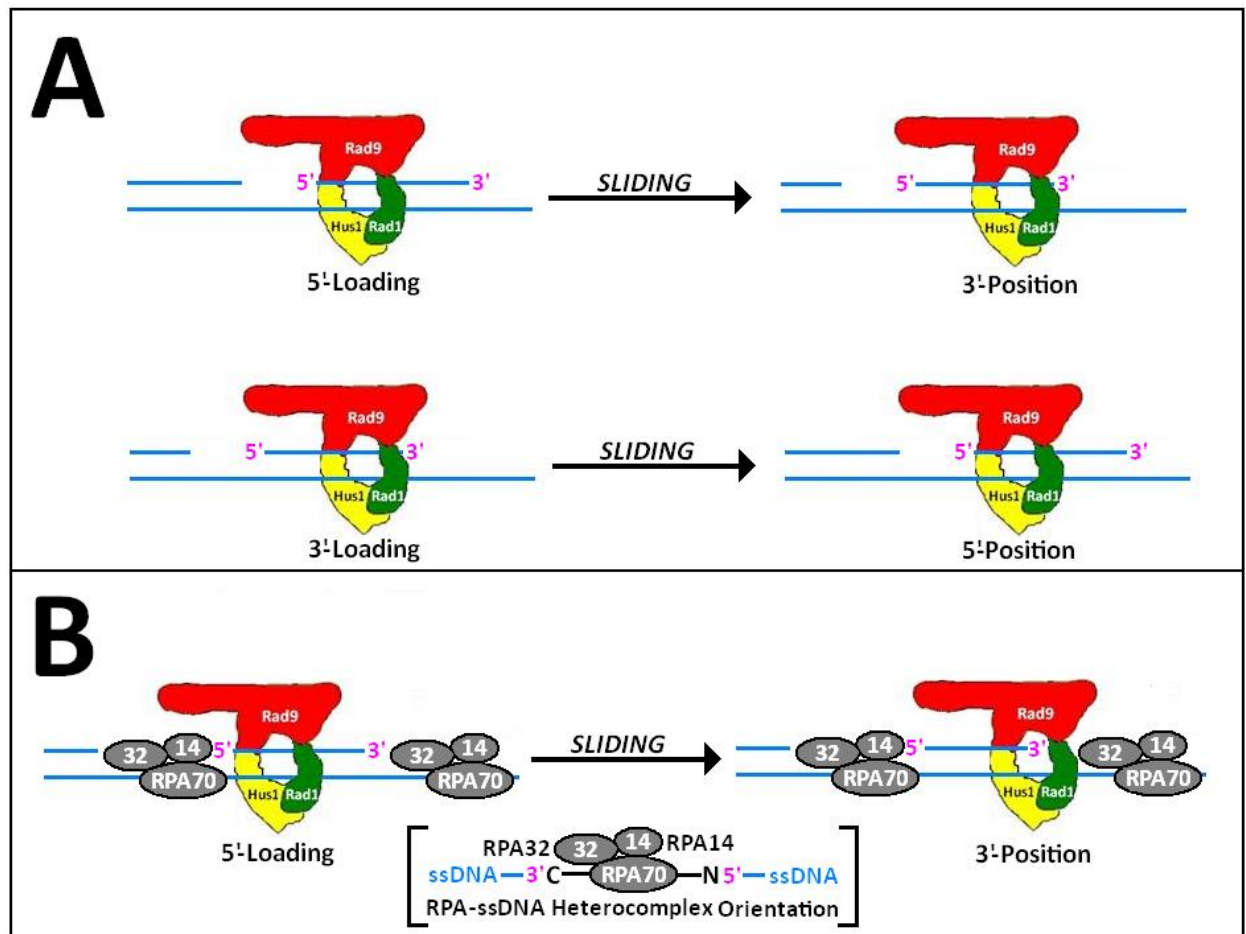 A
Rad9
Rad9
5' 3' SLIDING 5' 3'
Hus1 Rad1
Hus1 Rad1
5'-Loading
3'-Position
Rad9
Rad9
5' 3' SLIDING 5' 3'
Hus1 Rad1
Hus1 Rad1
3'-Loading
5'-Position
B
Rad9
Rad9
32 14 5' 3' 32 14 SLIDING 32 14 5' 3' 32 14
RPA70 RPA70 RPA70 RPA70
Hus1 Rad1
Hus1 Rad1
5'-Loading
3'-Position
RPA32 32 14 RPA14
ssDNA 3' C RPA70 N 5' ssDNA
RPA-ssDNA Heterocomplex Orientation